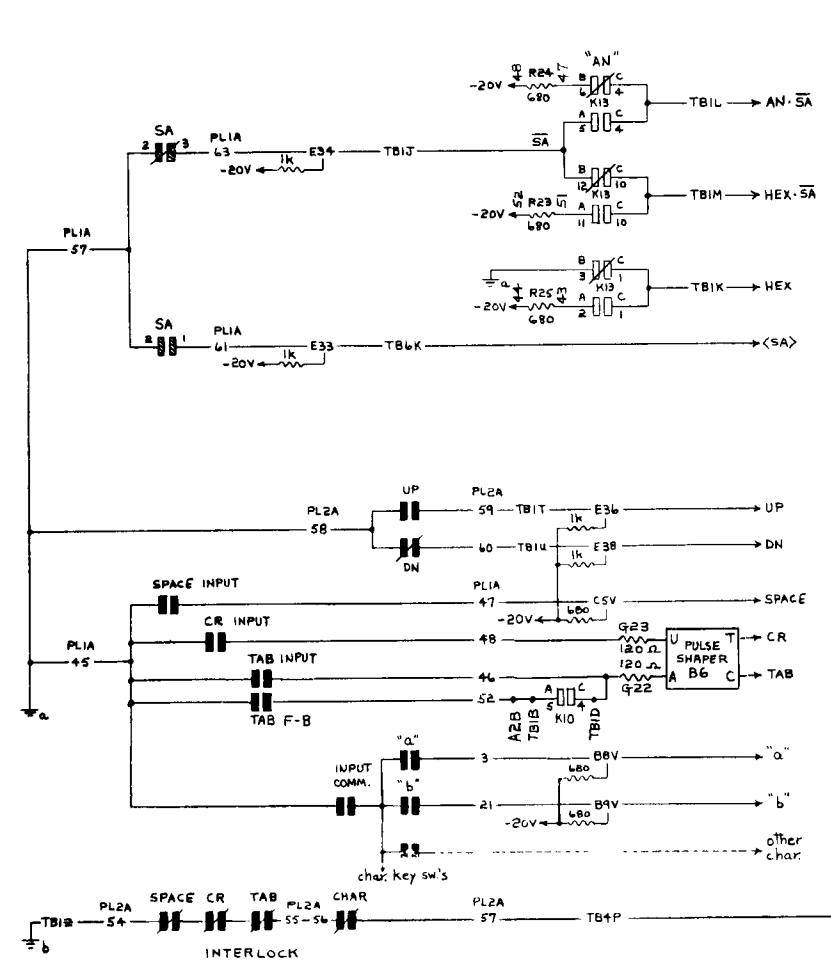 "AN"
-20V 48 R24 680 47 B 6 C 4 K13 TB1L AN·S̅A̅
A 5 C 4
SA 2 3 PL1A 63 E34 TB1J S̅A̅
-20V 1k
B 12 C 10 K13
TB1M HEX·S̅A̅
-20V 52 R23 680 51 A 11 C 10
PL1A
57
a B 3 C 1 K13
TB1K HEX
-20V 44 R25 680 43 A 2 C 1
SA 2 1 PL1A 61 E33 TB6K <SA>
-20V 1k
UP PL2A
PL2A 59 TB1T E36 UP
58 1k
60 TB1U E38 DN
DN 1k
SPACE INPUT PL1A
47 C5V SPACE
CR INPUT -20V 680
G23
PL1A 48 120Ω U PULSE T CR
45 TAB INPUT SHAPER
46 120Ω A B6 C TAB
G22
52 A 5 C 4
TAB F-B A2B TB1B K10 TB1D
a
"a" 3 B8V "a"
INPUT 680
COMM. "b" 21 B9V "b"
-20V 680
other
char.
char. key sw.'s
PL2A SPACE CR TAB PL2A CHAR PL2A
TB12 54 55-56 57 TB4P
b
INTERLOCK